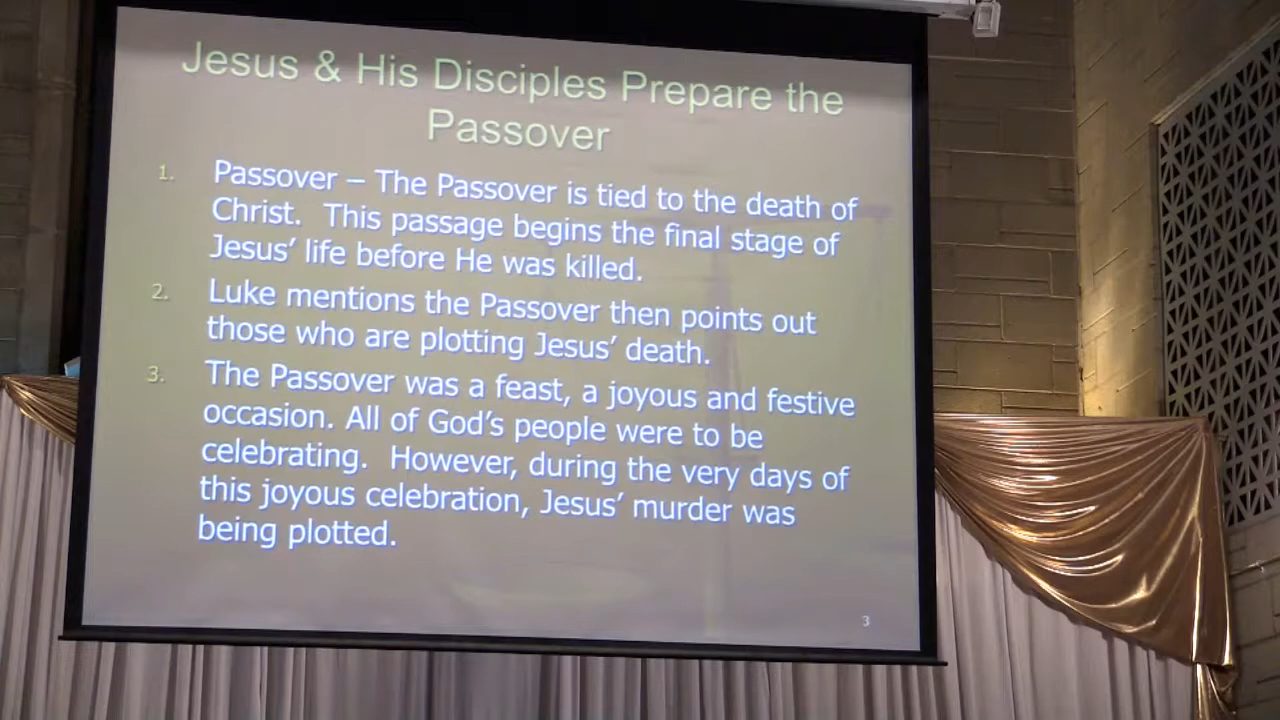 Jesus & His Disciples Prepare the
Passover
1. Passover – The Passover is tied to the death of
Christ. This passage begins the final stage of
Jesus’ life before He was killed.
2. Luke mentions the Passover then points out
those who are plotting Jesus’ death.
3. The Passover was a feast, a joyous and festive
occasion. All of God’s people were to be
celebrating. However, during the very days of
this joyous celebration, Jesus’ murder was
being plotted.
3